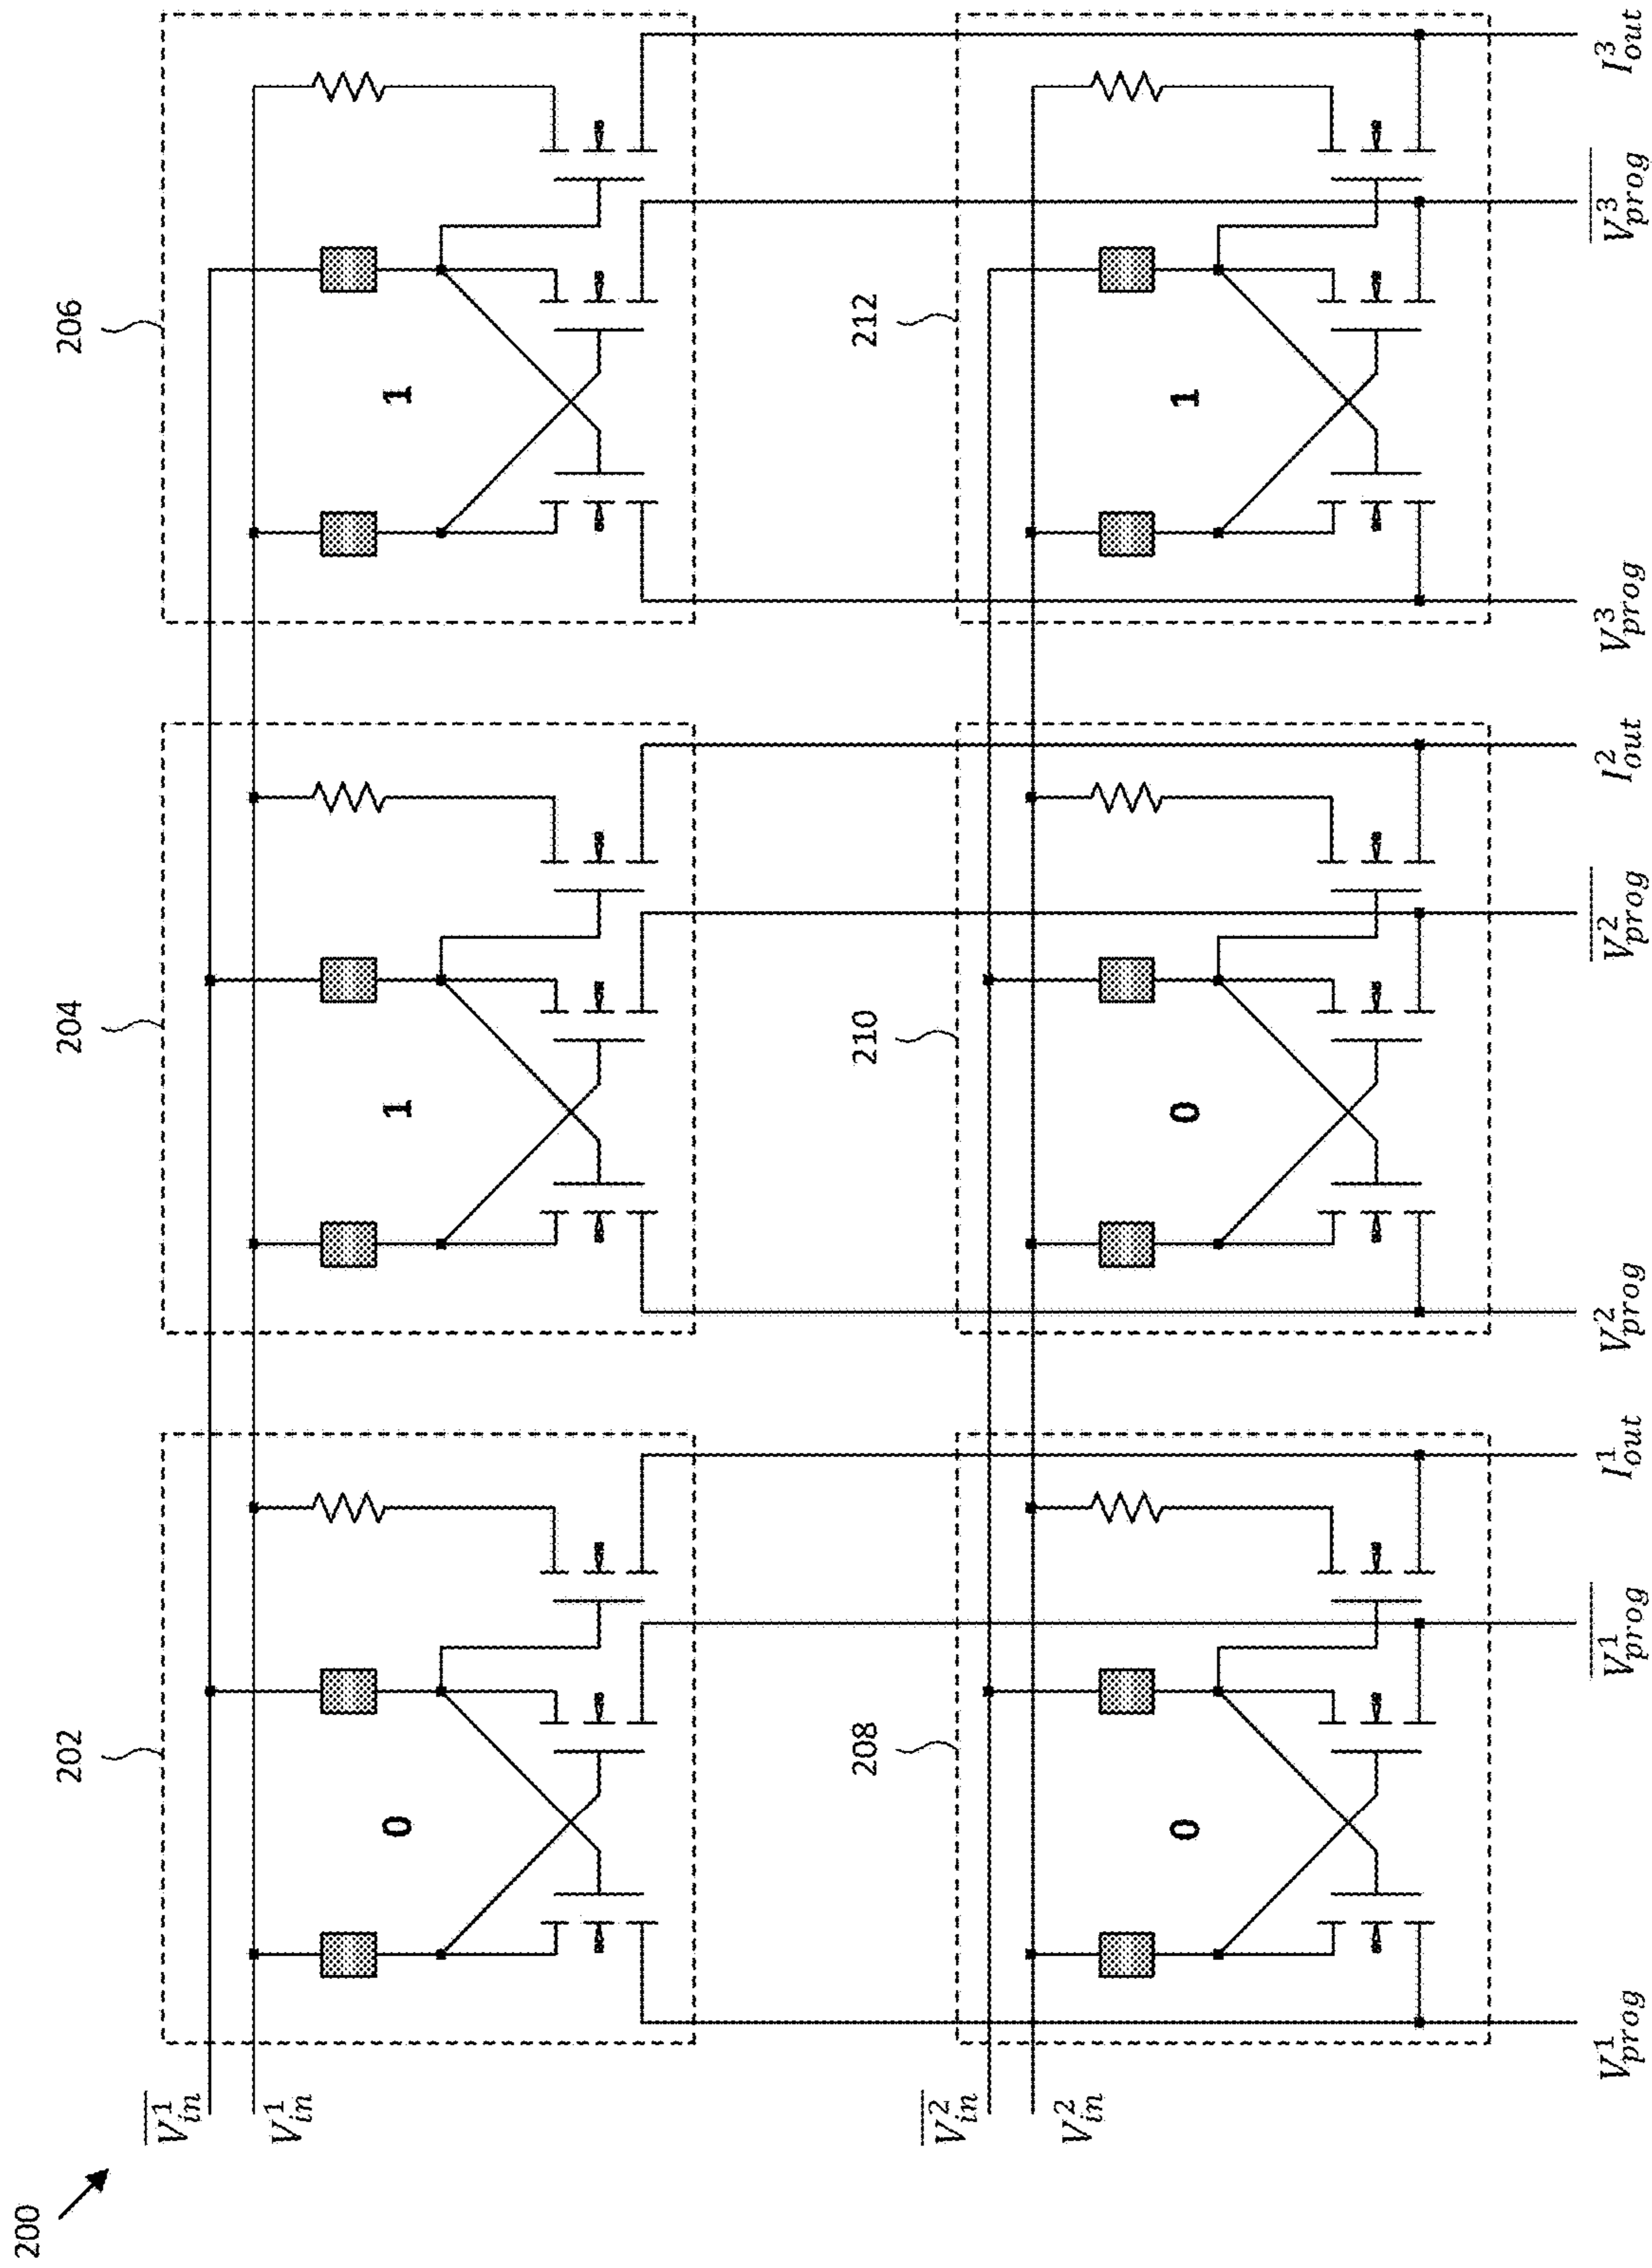 200
202 204 206
$\overline{V_{in}^1}$
$V_{in}^1$
0 1 1
208 210 212
$\overline{V_{in}^2}$
$V_{in}^2$
0 0 1
$V_{prog}^1$ $\overline{V_{prog}^1}$ $I_{out}^1$ $V_{prog}^2$ $\overline{V_{prog}^2}$ $I_{out}^2$ $V_{prog}^3$ $\overline{V_{prog}^3}$ $I_{out}^3$